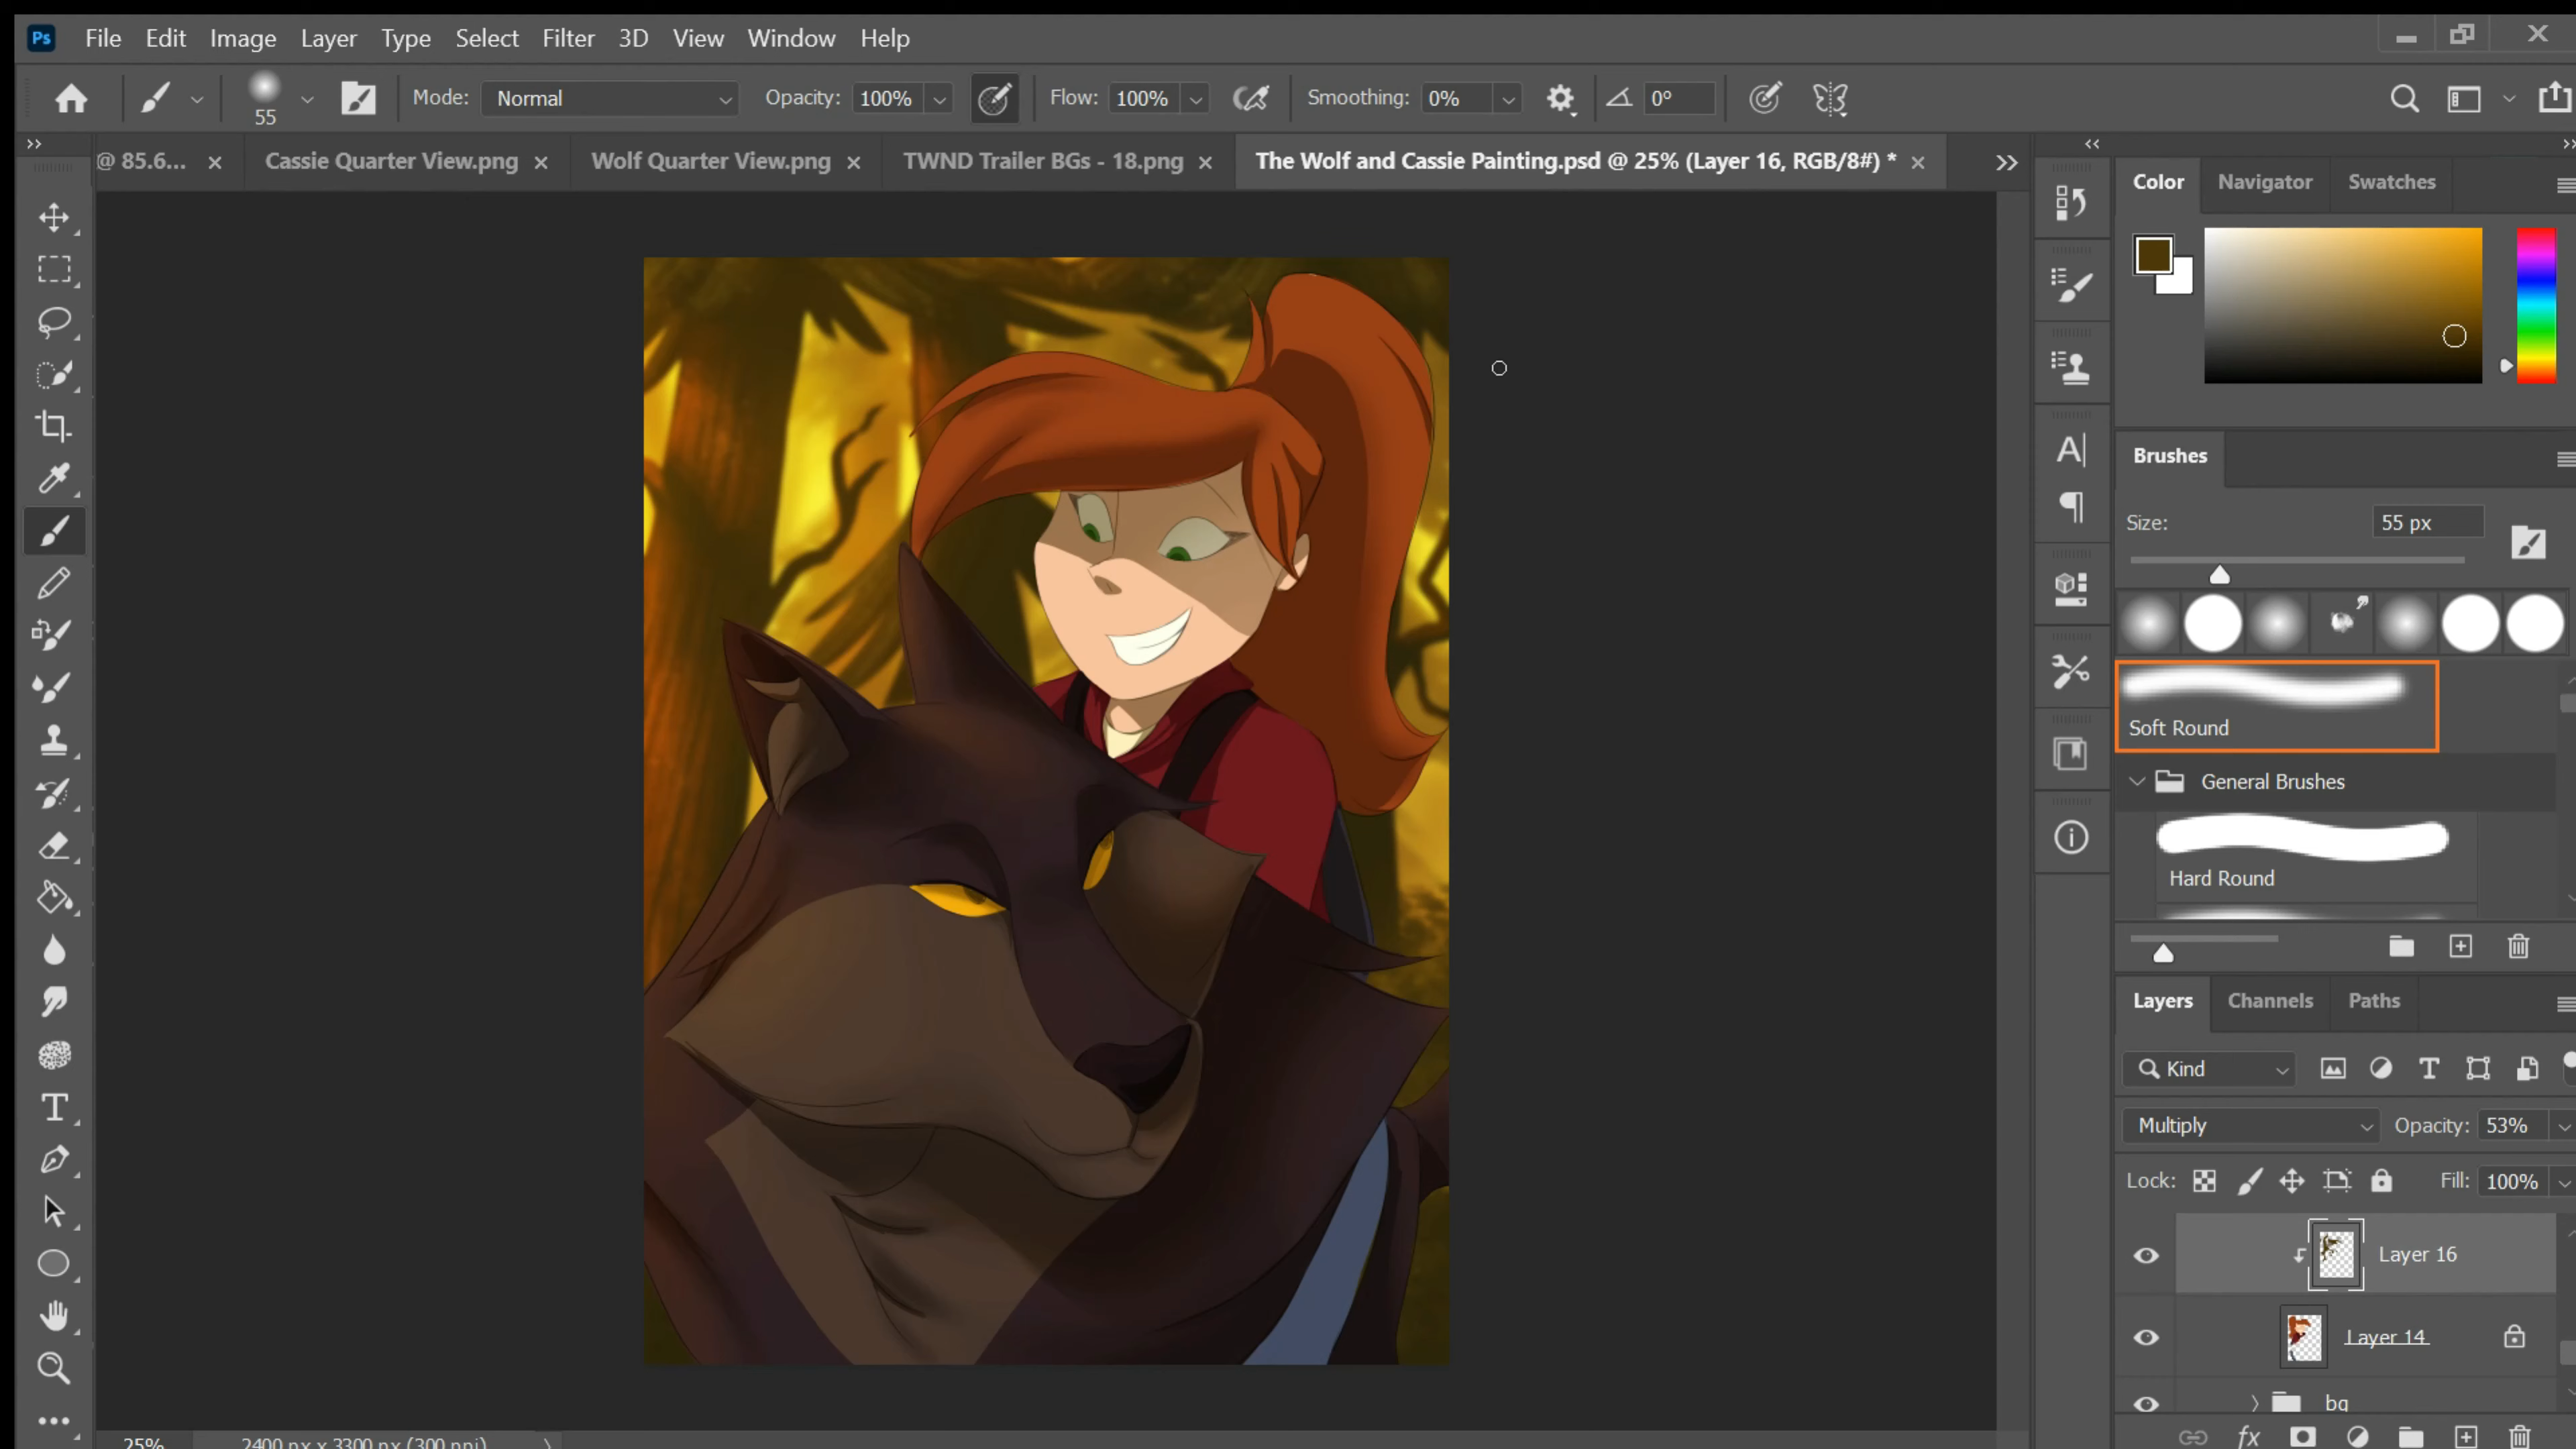 Ps File Edit Image Layer Type Select Filter 3D View Window Help
55 Mode: Normal Opacity: 100% Flow: 100% Smoothing: 0% 0°
@ 85.6... × Cassie Quarter View.png × Wolf Quarter View.png × TWND Trailer BGs - 18.png × The Wolf and Cassie Painting.psd @ 25% (Layer 16, RGB/8#) * ×
Color Navigator Swatches
Brushes
Size: 55 px
Soft Round
General Brushes
Hard Round
Layers Channels Paths
Kind
Multiply Opacity: 53%
Lock: Fill: 100%
Layer 16
Layer 14
bg
25% 2400 px x 3300 px (300 ppi)